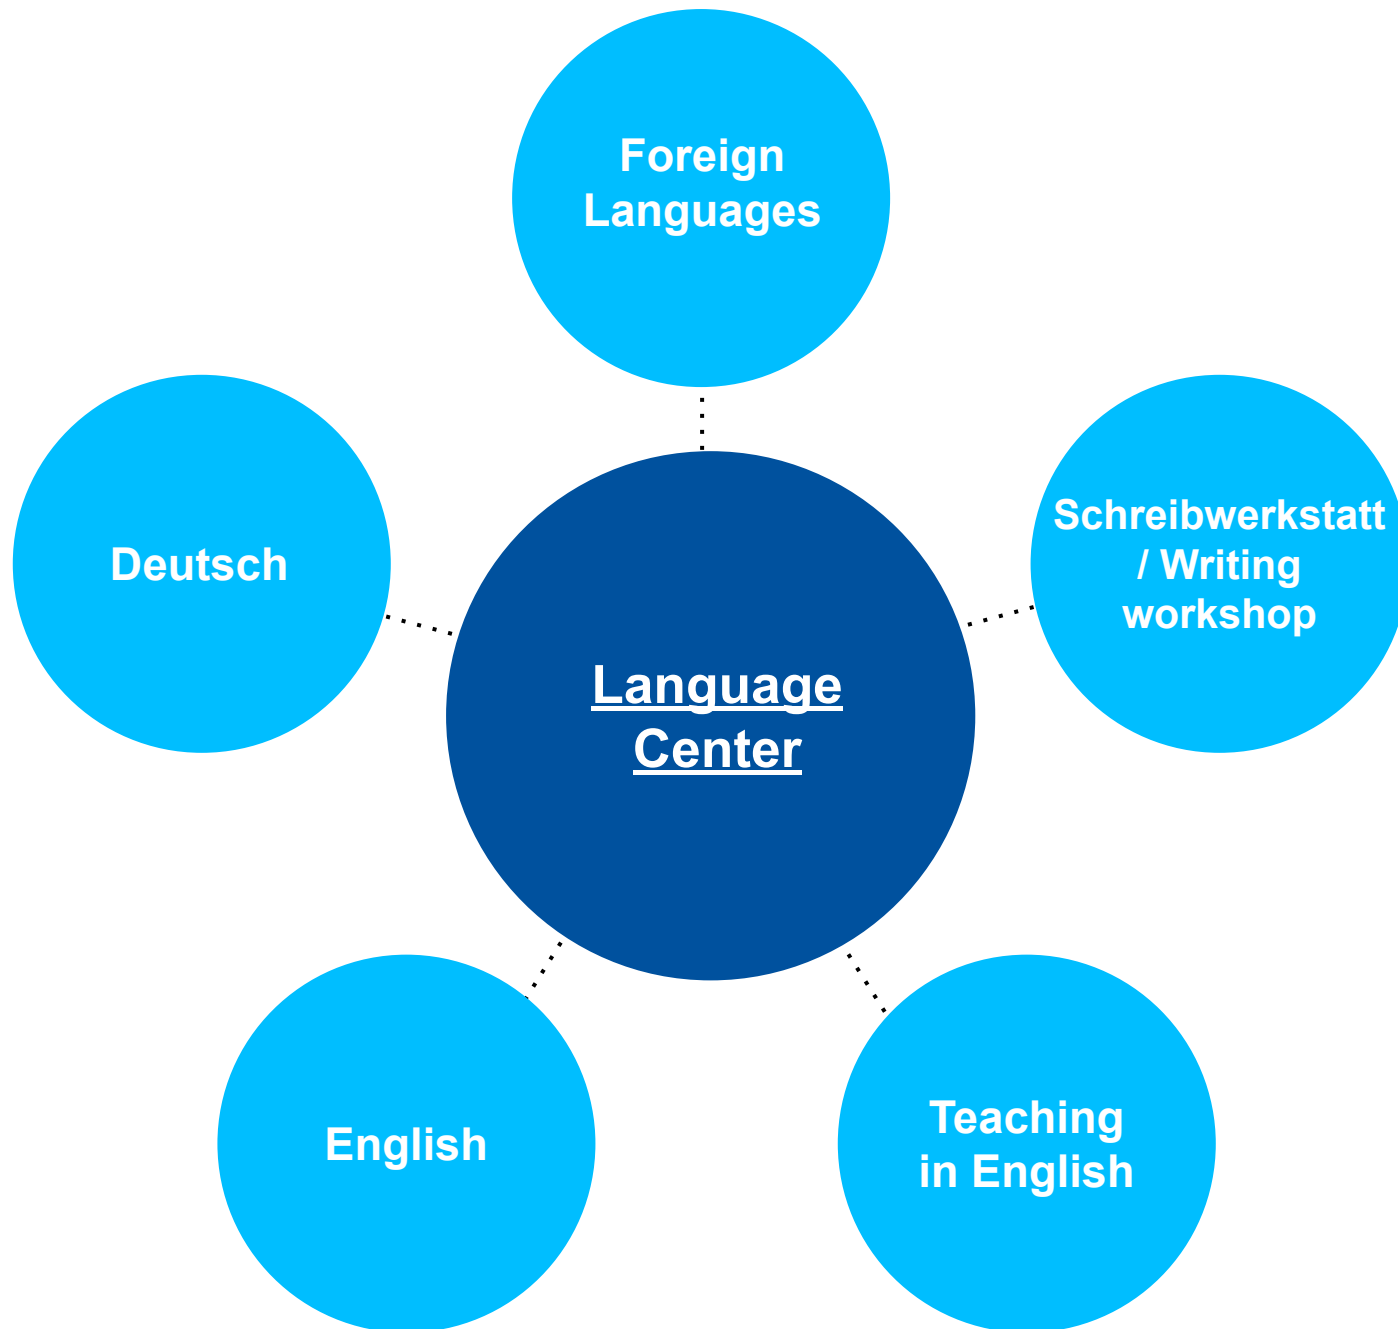 Foreign
Languages
Deutsch
Schreibwerkstatt
/ Writing
workshop
Language
Center
English
Teaching
in English